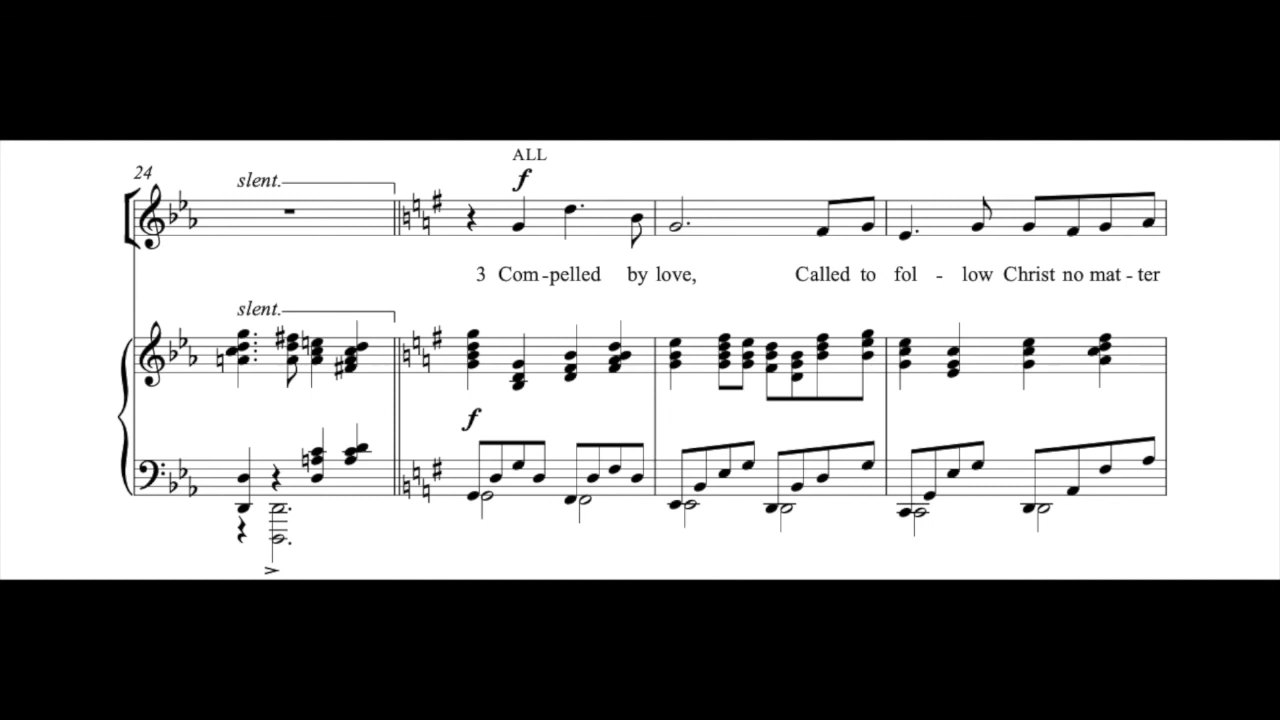 ALL
24
slent.
f
3 Com-pelled by love, Called to fol - low Christ no mat-ter
slent.
f